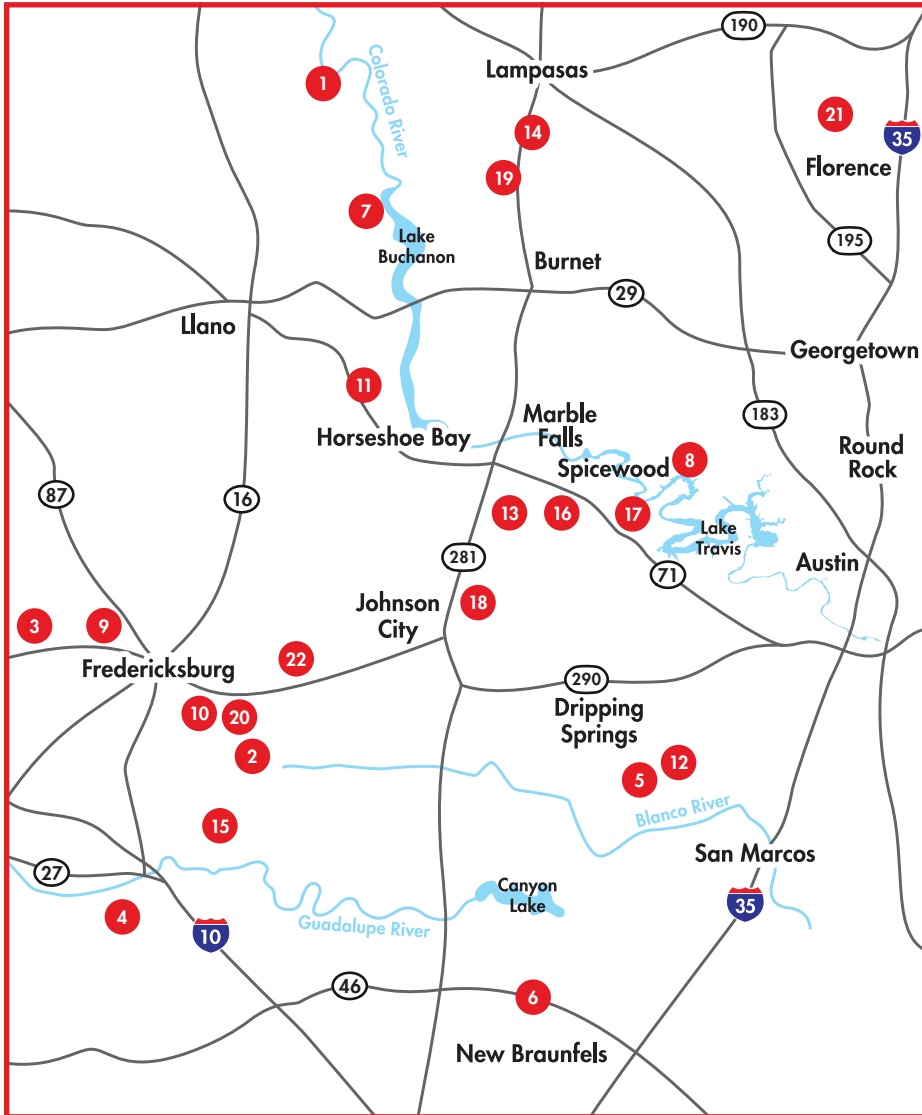 190
Lampasas
Colorado River
1
14
21
35
Florence
19
7
Lake
Buchanon
195
Burnet
29
Llano
Georgetown
11
Marble
Falls
183
Horseshoe Bay
Round
Rock
Spicewood
8
87
16
13
16
17
Lake
Travis
281
71
Austin
Johnson
City
18
3
9
22
Fredericksburg
290
10
20
Dripping
Springs
2
12
5
Blanco River
15
San Marcos
27
Canyon
Lake
35
4
Guadalupe River
10
46
6
New Braunfels